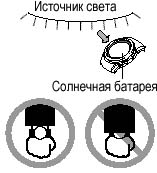 Источник света
Солнечная батарея